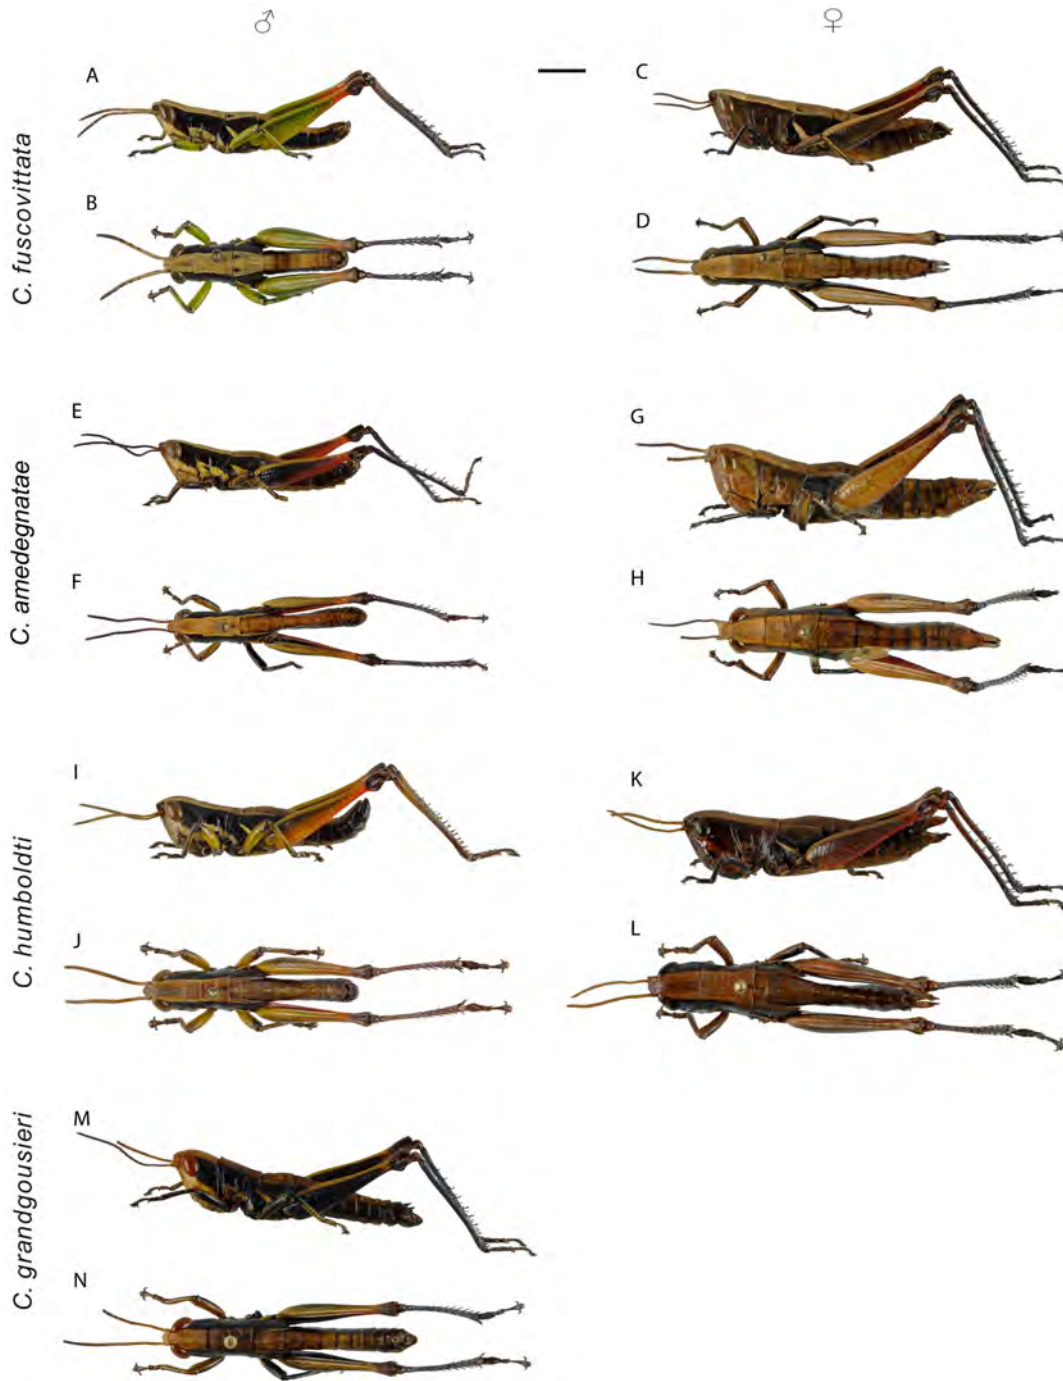 ♂ ♀
A
C
B
D
C. fuscovittata
E
G
F
H
C. amedegnatae
I
K
J
L
C. humboldti
M
N
C. grandgousieri